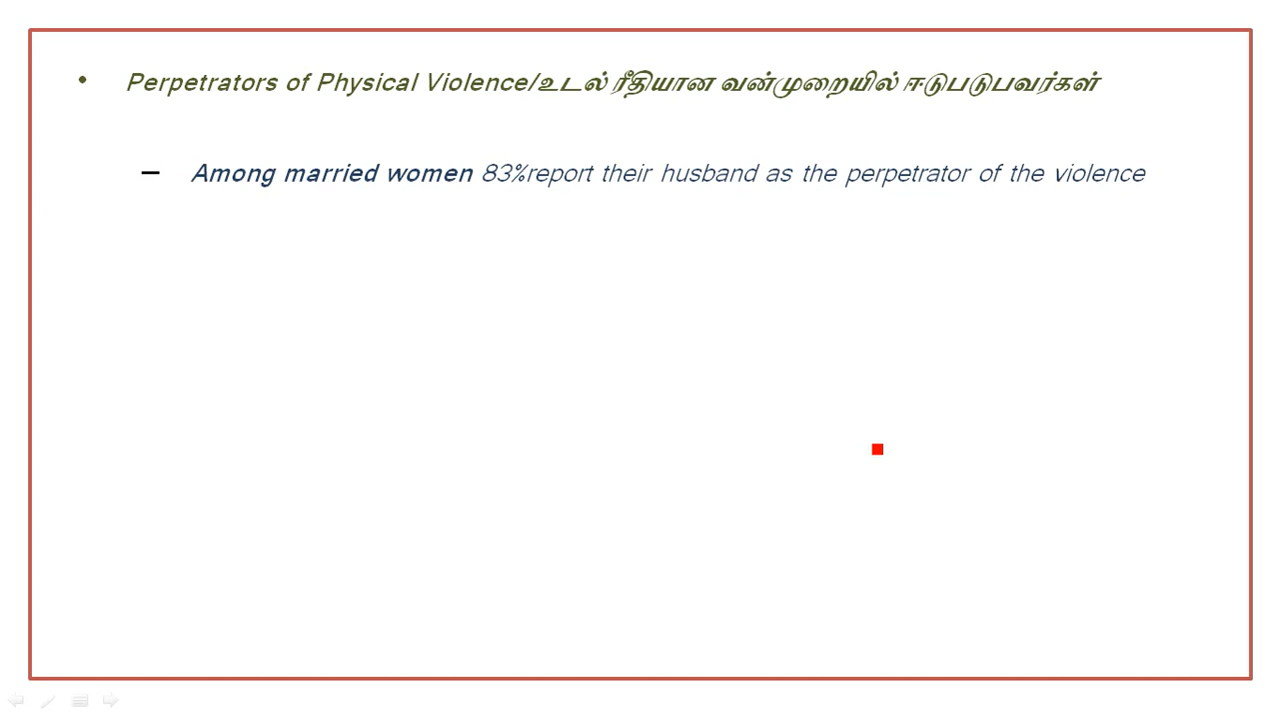 • Perpetrators of Physical Violence/உடல் ரீதியான வன்முறையில் ஈடுபடுபவர்கள்
– Among married women 83%report their husband as the perpetrator of the violence